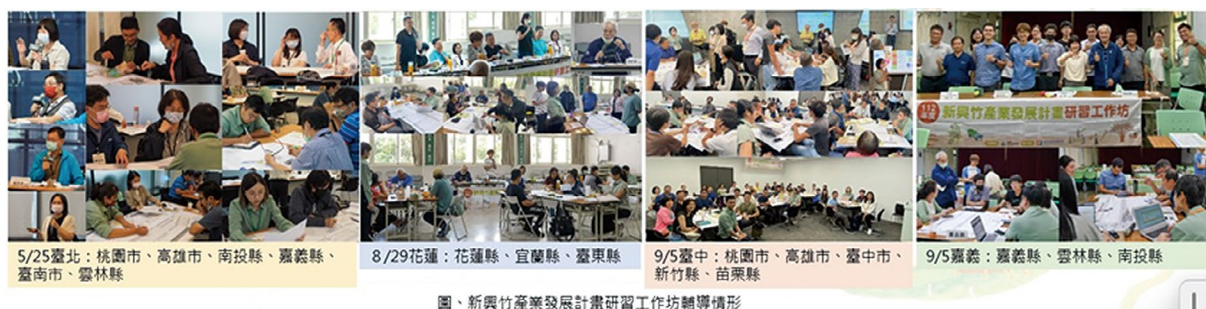 112年度
新興竹產業發展計畫研習工作坊
5/25臺北：桃園市、高雄市、南投縣、嘉義縣、
臺南市、雲林縣
8/29花蓮：花蓮縣、宜蘭縣、臺東縣
9/5臺中：桃園市、高雄市、臺中市、
新竹縣、苗栗縣
9/5嘉義：嘉義縣、雲林縣、南投縣
圖、新興竹產業發展計畫研習工作坊輔導情形